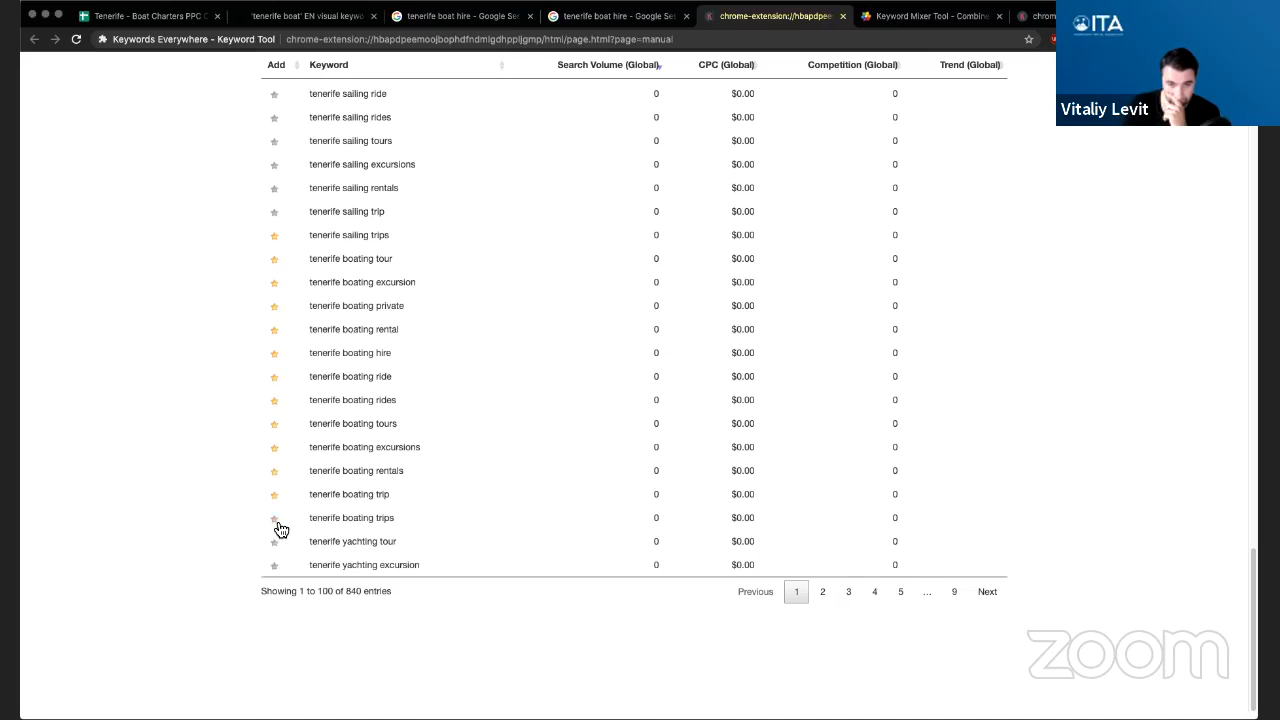 Tenerife - Boat Charters PPC C
'tenerife boat' EN visual keywo
tenerife boat hire - Google Sea
tenerife boat hire - Google Sea
chrome-extension://hbapdpee
Keyword Mixer Tool - Combine
chrome
Keywords Everywhere - Keyword Tool
chrome-extension://hbapdpeemoojbophdfndmlgdhppljgmp/html/page.html?page=manual
ITA
Vitaliy Levit
Add Keyword Search Volume (Global) CPC (Global) Competition (Global) Trend (Global)
tenerife sailing ride 0 $0.00 0
tenerife sailing rides 0 $0.00 0
tenerife sailing tours 0 $0.00 0
tenerife sailing excursions 0 $0.00 0
tenerife sailing rentals 0 $0.00 0
tenerife sailing trip 0 $0.00 0
tenerife sailing trips 0 $0.00 0
tenerife boating tour 0 $0.00 0
tenerife boating excursion 0 $0.00 0
tenerife boating private 0 $0.00 0
tenerife boating rental 0 $0.00 0
tenerife boating hire 0 $0.00 0
tenerife boating ride 0 $0.00 0
tenerife boating rides 0 $0.00 0
tenerife boating tours 0 $0.00 0
tenerife boating excursions 0 $0.00 0
tenerife boating rentals 0 $0.00 0
tenerife boating trip 0 $0.00 0
tenerife boating trips 0 $0.00 0
tenerife yachting tour 0 $0.00 0
tenerife yachting excursion 0 $0.00 0
Showing 1 to 100 of 840 entries Previous 1 2 3 4 5 ... 9 Next
zoom